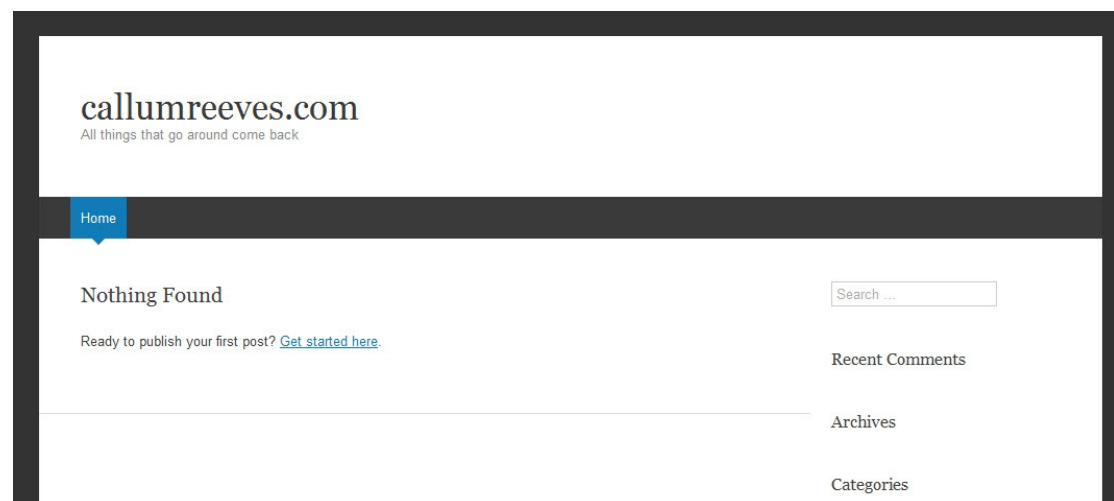 callumreeves.com
All things that go around come back
Home
Nothing Found
Ready to publish your first post? Get started here.
Search ...
Recent Comments
Archives
Categories